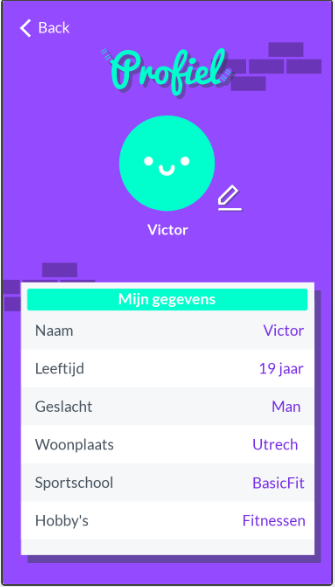 Back
Profiel
Victor
Mijn gegevens
Naam Victor
Leeftijd 19 jaar
Geslacht Man
Woonplaats Utrech
Sportschool BasicFit
Hobby's Fitnessen